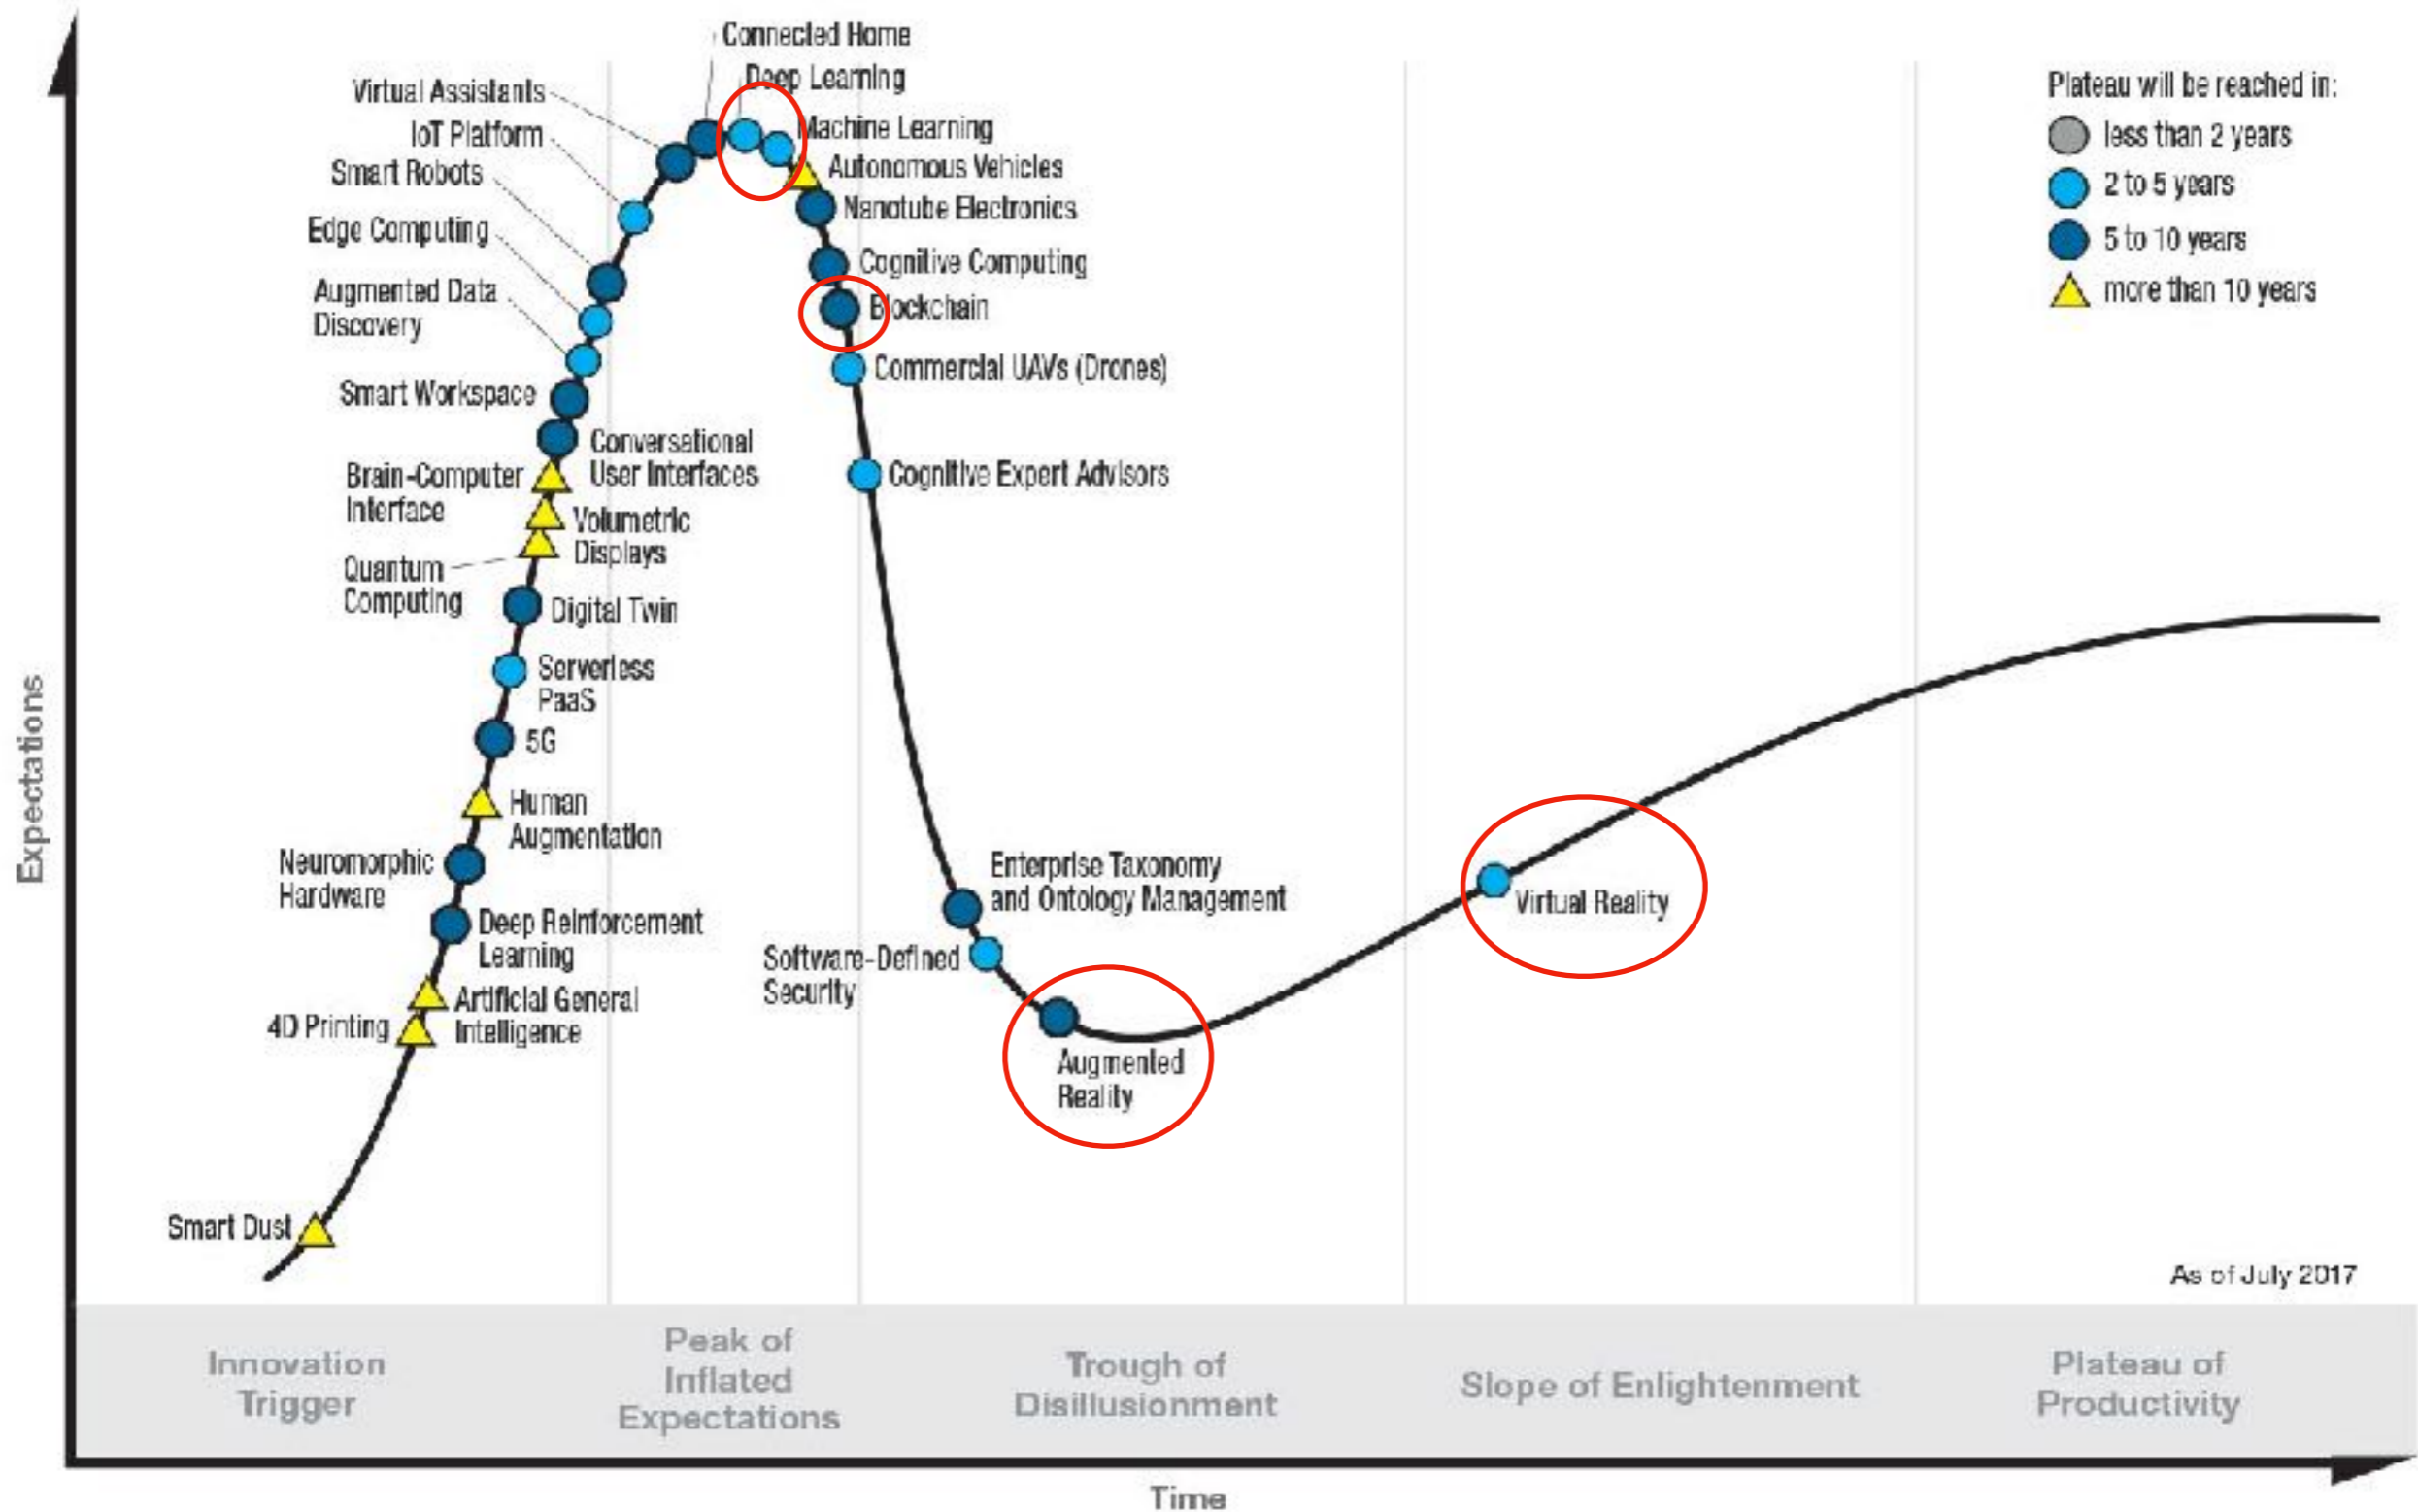 Connected Home
Deep Learning
Virtual Assistants
IoT Platform
Machine Learning
Smart Robots
Autonomous Vehicles
Edge Computing
Nanotube Electronics
Augmented Data
Discovery
Cognitive Computing
Blockchain
Smart Workspace
Commercial UAVs (Drones)
Conversational
User Interfaces
Brain-Computer
Interface
Cognitive Expert Advisors
Volumetric
Displays
Quantum
Computing
Digital Twin
Serverless
PaaS
5G
Human
Augmentation
Neuromorphic
Hardware
Deep Reinforcement
Learning
Artificial General
Intelligence
4D Printing
Smart Dust
Enterprise Taxonomy
and Ontology Management
Software-Defined
Security
Augmented
Reality
Virtual Reality
Plateau will be reached in:
less than 2 years
2 to 5 years
5 to 10 years
more than 10 years
As of July 2017
Expectations
Innovation
Trigger
Peak of
Inflated
Expectations
Trough of
Disillusionment
Slope of Enlightenment
Plateau of
Productivity
Time